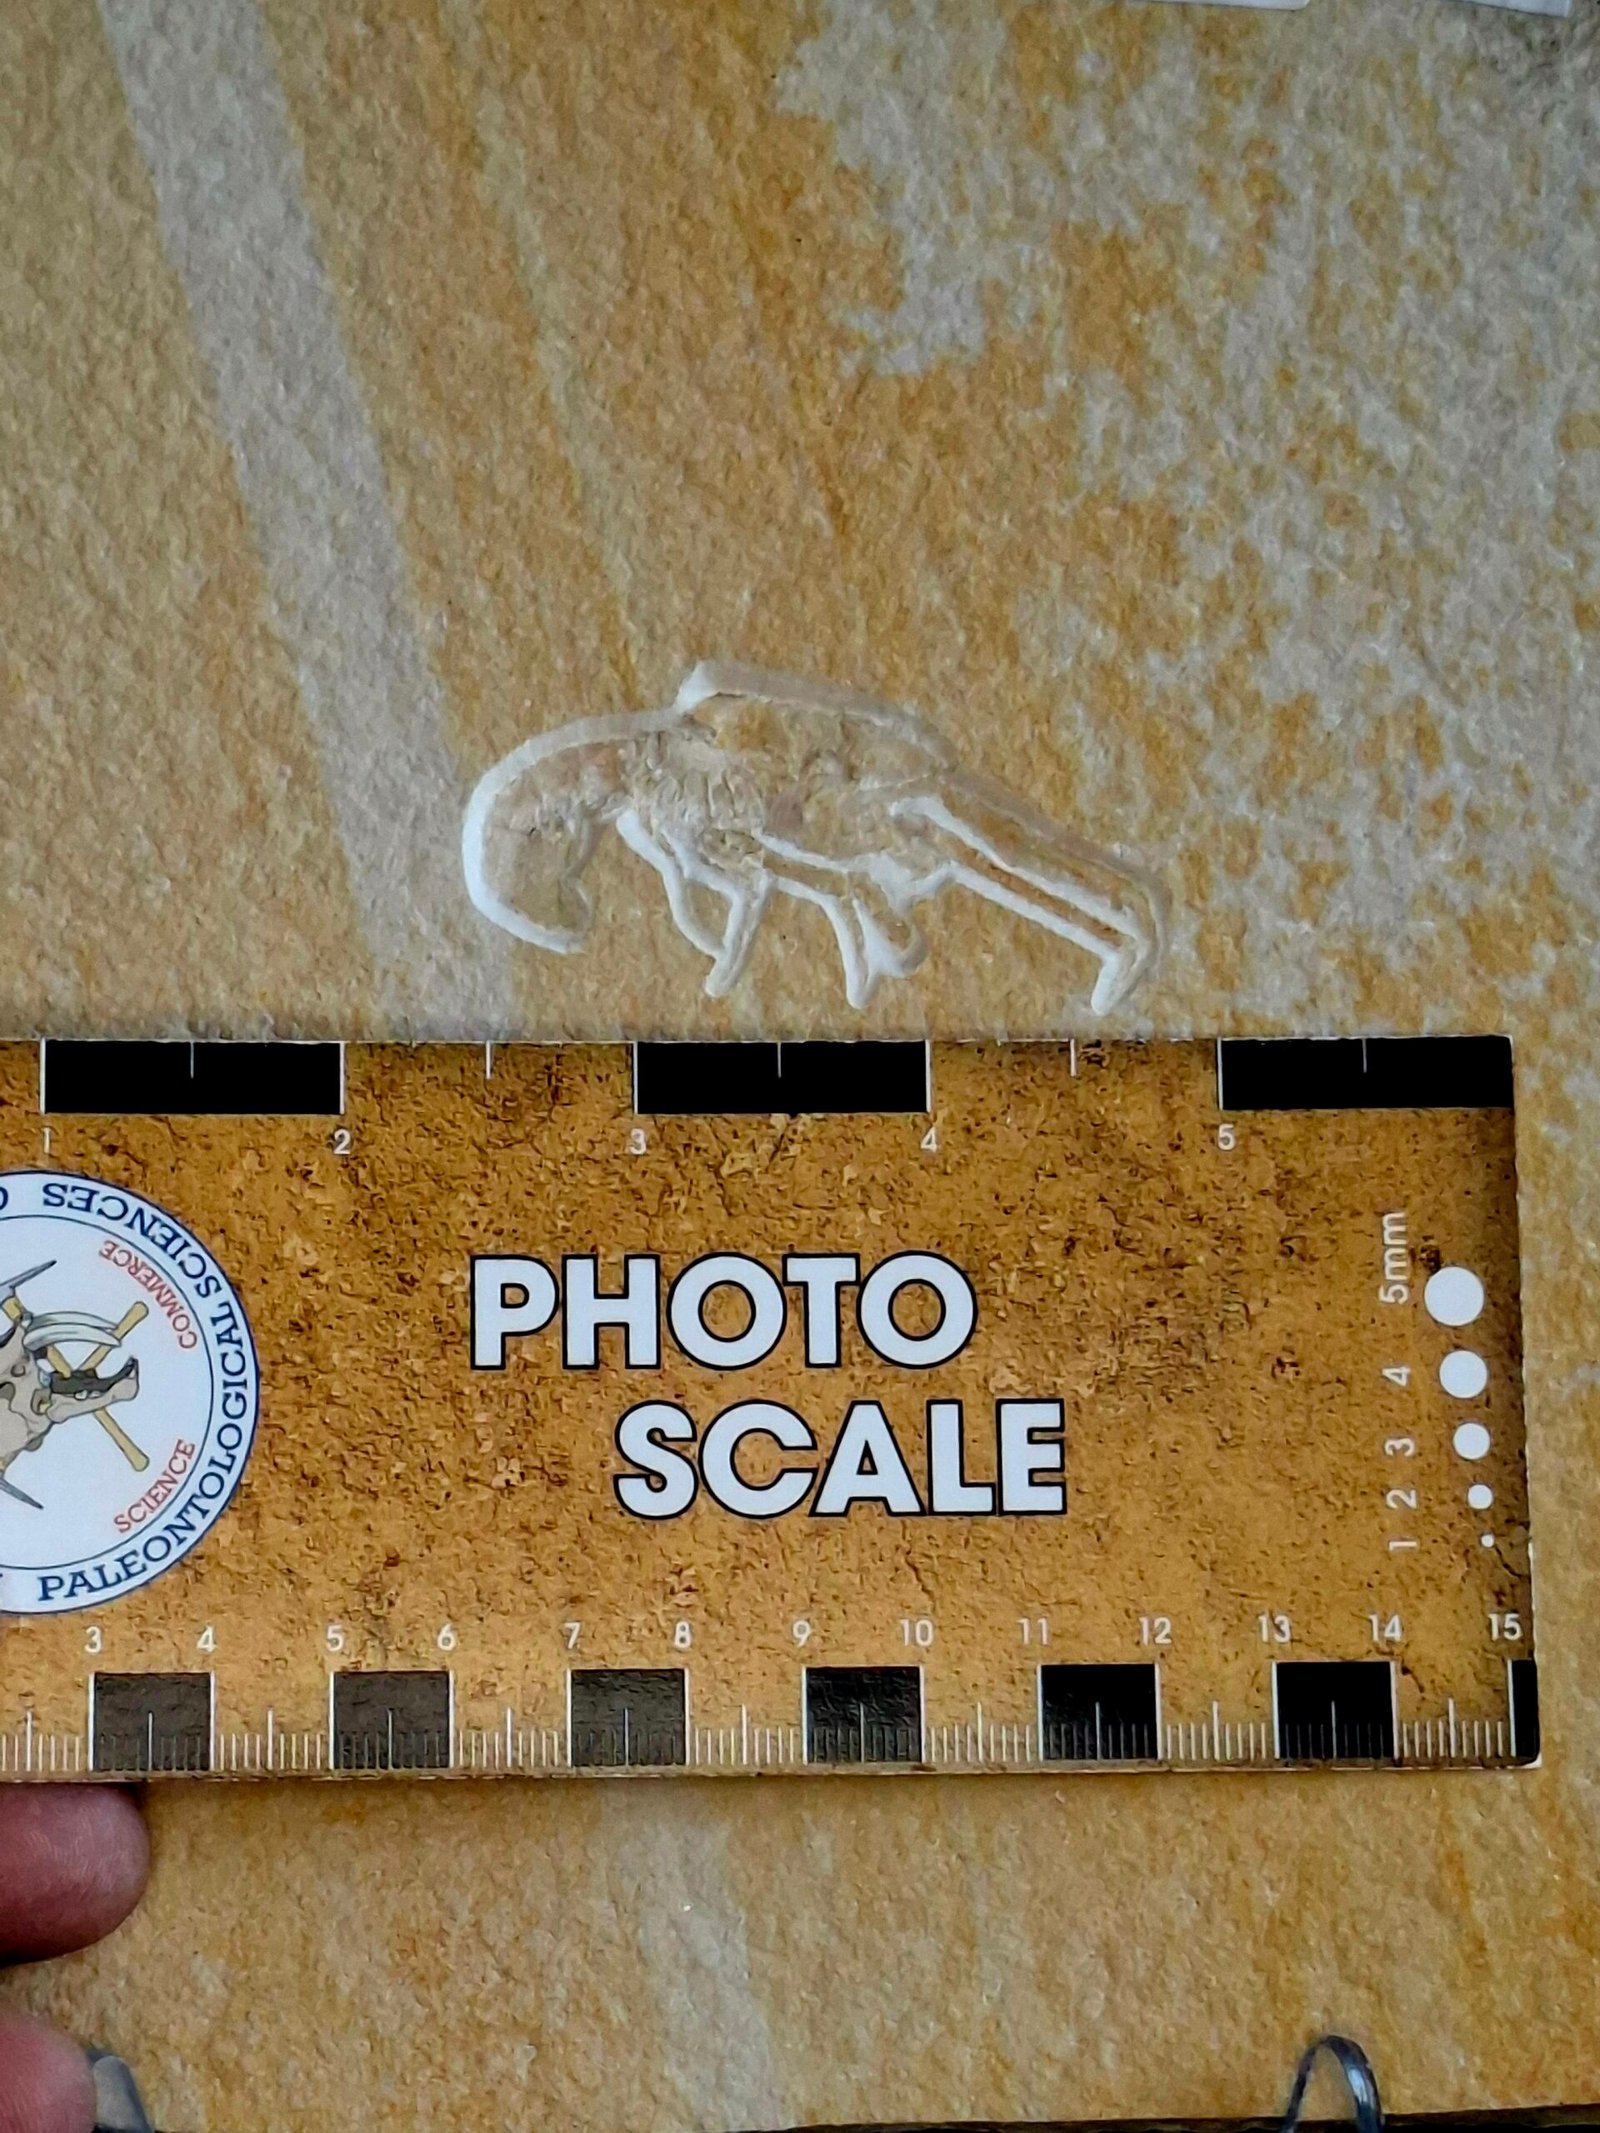 1 2 3 4 5
PHOTO
SCALE
5mm
4
3
2
1
SCIENCES
COMMERCE
SCIENCE
PALEONTOLOGICAL
3 4 5 6 7 8 9 10 11 12 13 14 15